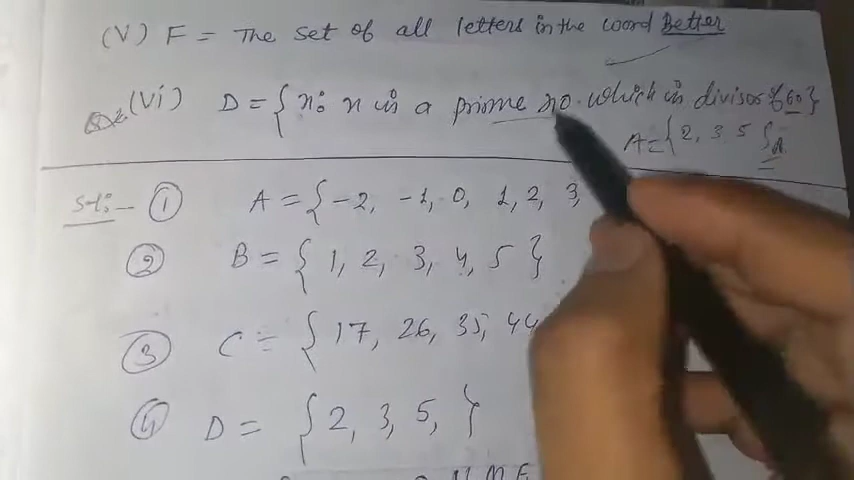 (V) F = The set of all letters in the word Better
(vi) D = { x : x is a prime no. which is divisor of 60 }
A = { 2, 3 5 }
Sol:- ① A = { -2, -1, 0, 1, 2, 3,
② B = { 1, 2, 3, 4, 5 }
③ C = { 17, 26, 35, 44
④ D = { 2, 3, 5, }